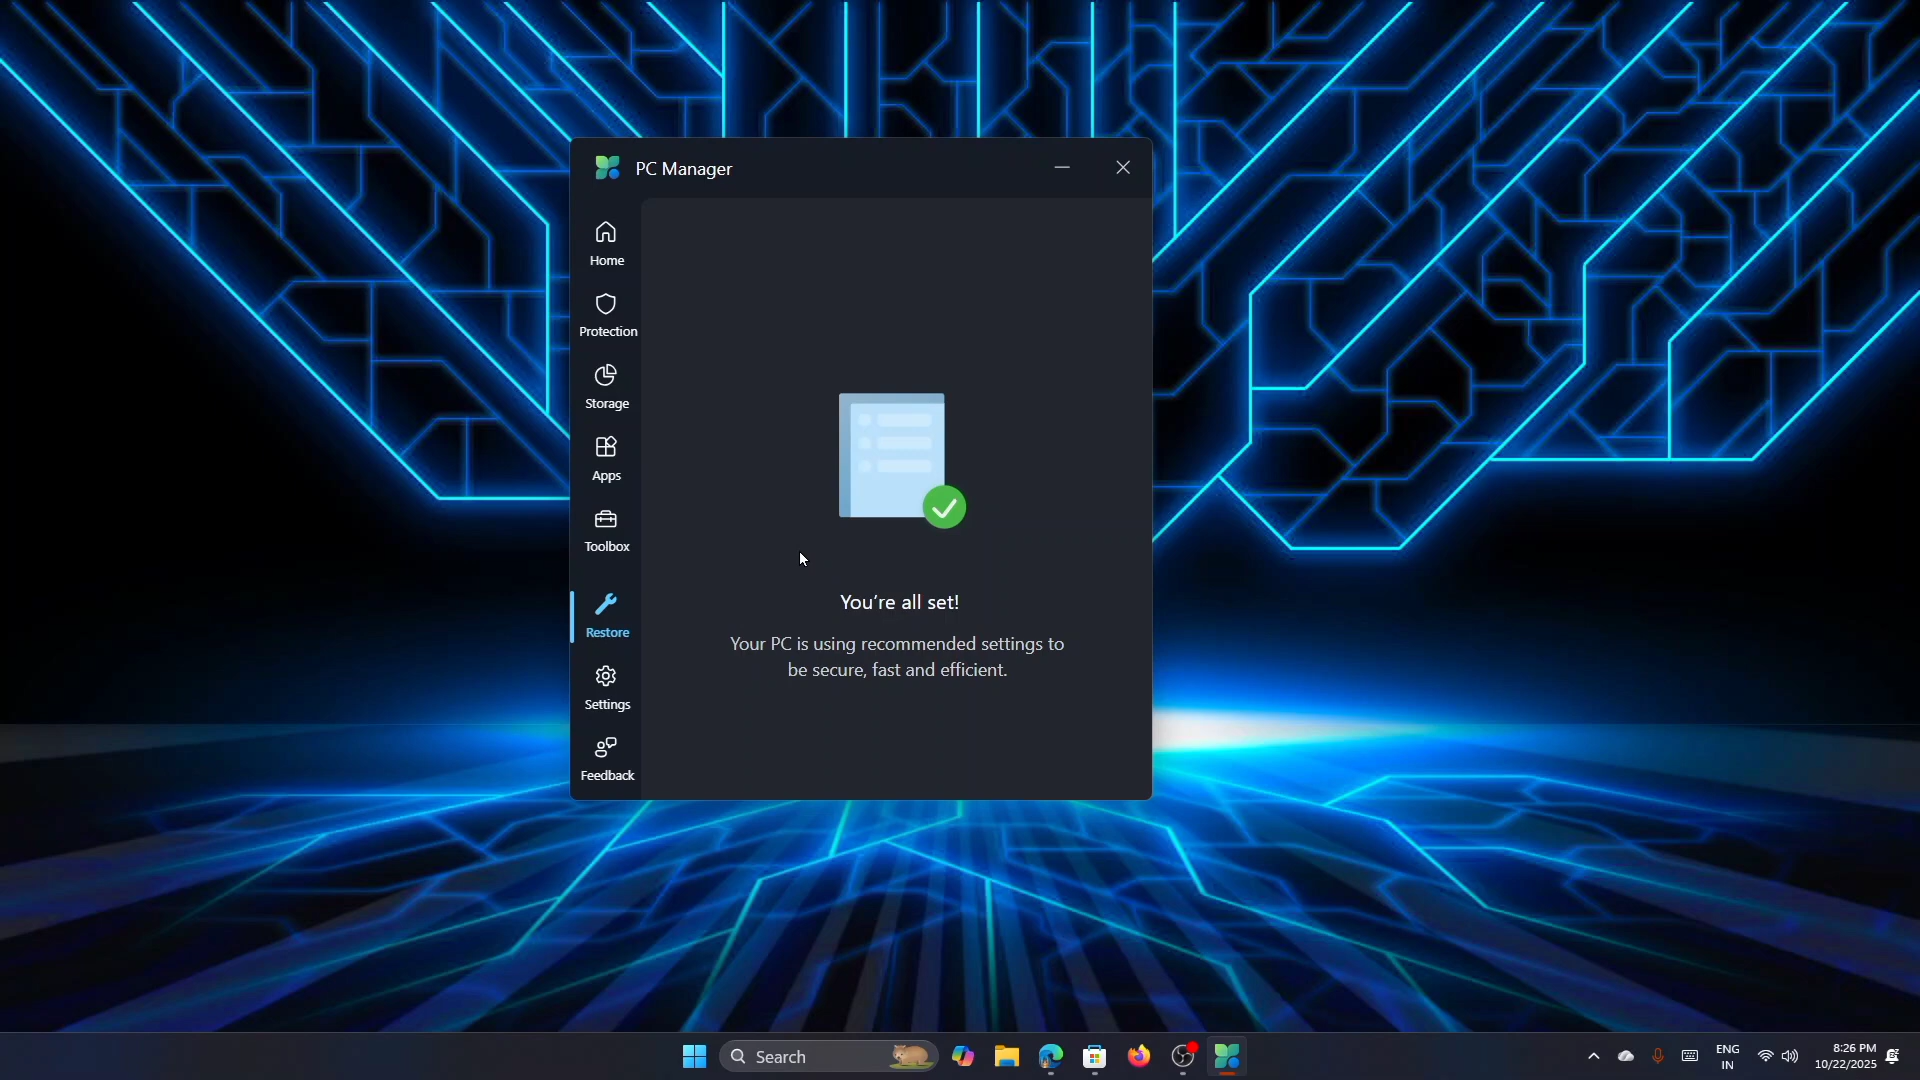 PC Manager
Home
Protection
Storage
Apps
Toolbox
Restore
Settings
Feedback
You're all set!
Your PC is using recommended settings to
be secure, fast and efficient.
Search
ENG
IN
8:26 PM
10/22/2025